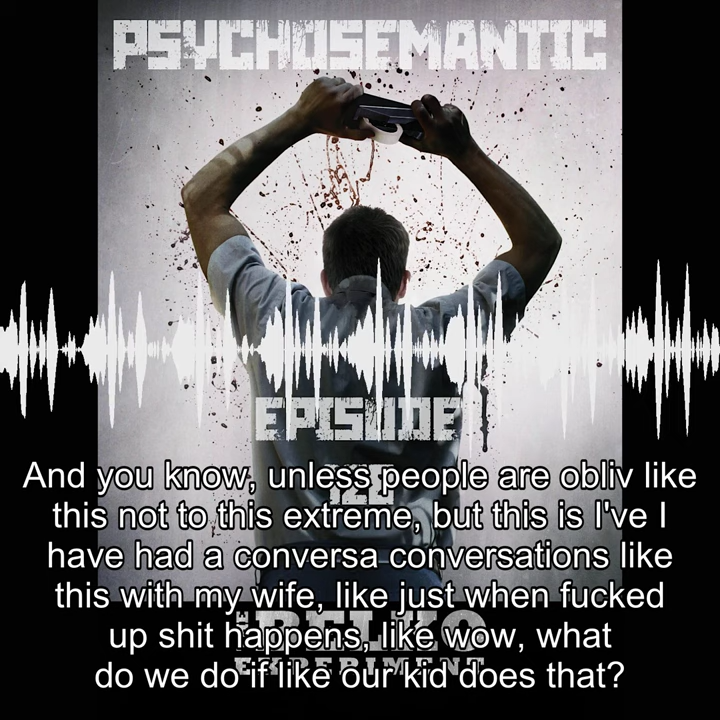 PSYCHOSEMANTIC
EPISODE
And you know, unless people are obliv like
this not to this extreme, but this is I've I
have had a conversa conversations like
this with my wife, like just when fucked
up shit happens, like wow, what
do we do if like our kid does that?
BELKO
EXPERIMENT